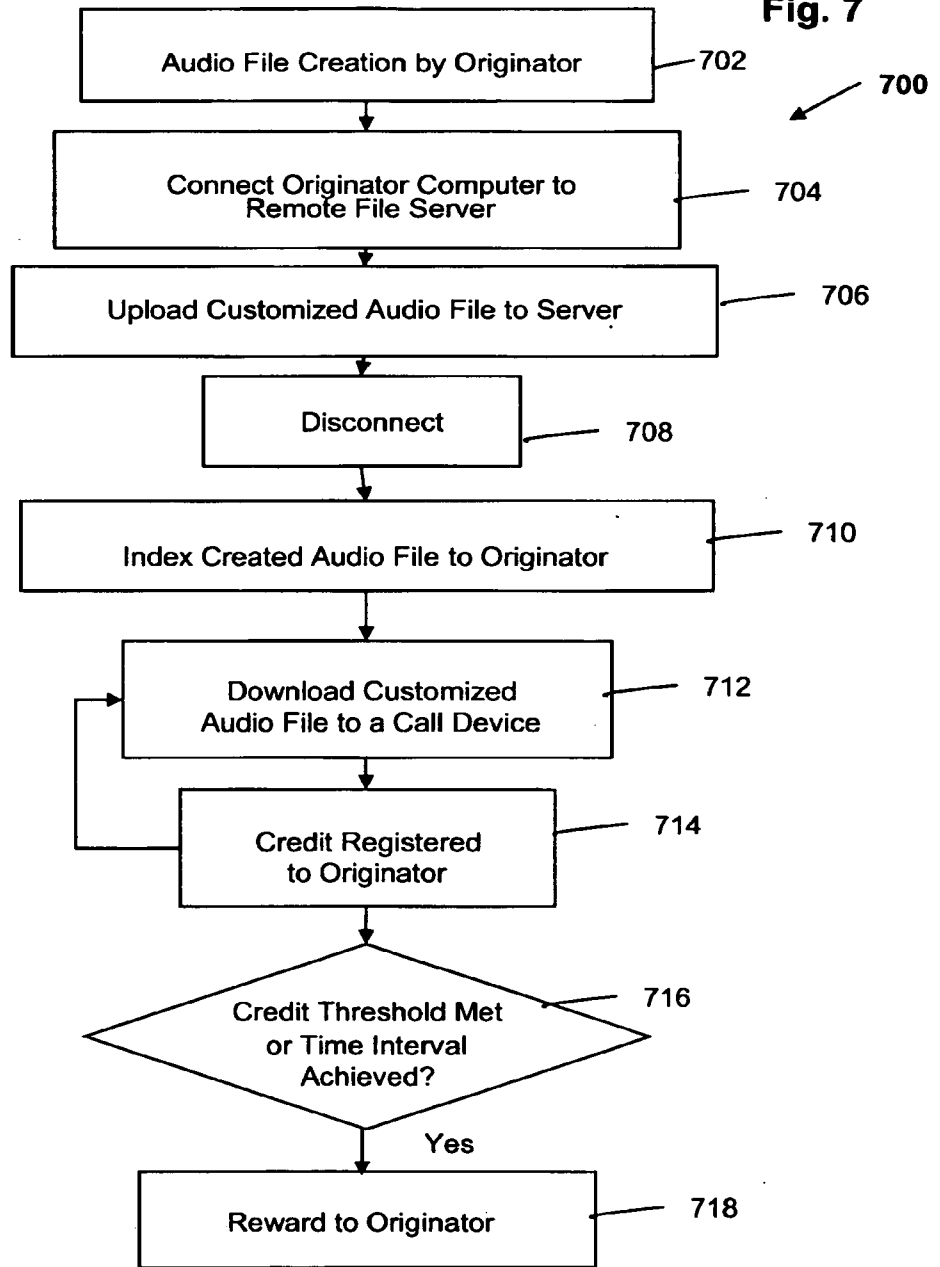 Fig. 7
Audio File Creation by Originator
702
700
Connect Originator Computer to
Remote File Server
704
Upload Customized Audio File to Server
706
Disconnect
708
Index Created Audio File to Originator
710
Download Customized
Audio File to a Call Device
712
Credit Registered
to Originator
714
Credit Threshold Met
or Time Interval
Achieved?
716
Yes
Reward to Originator
718